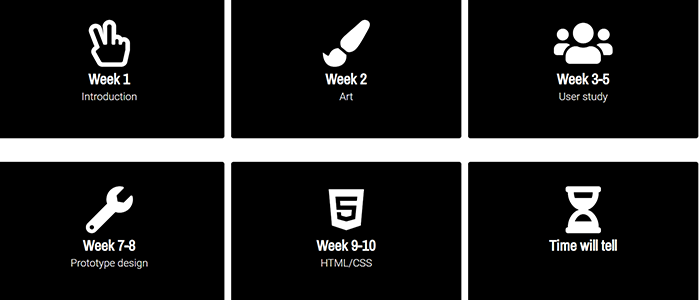 Week 1
Introduction
Week 2
Art
Week 3-5
User study
Week 7-8
Prototype design
5
Week 9-10
HTML/CSS
Time will tell